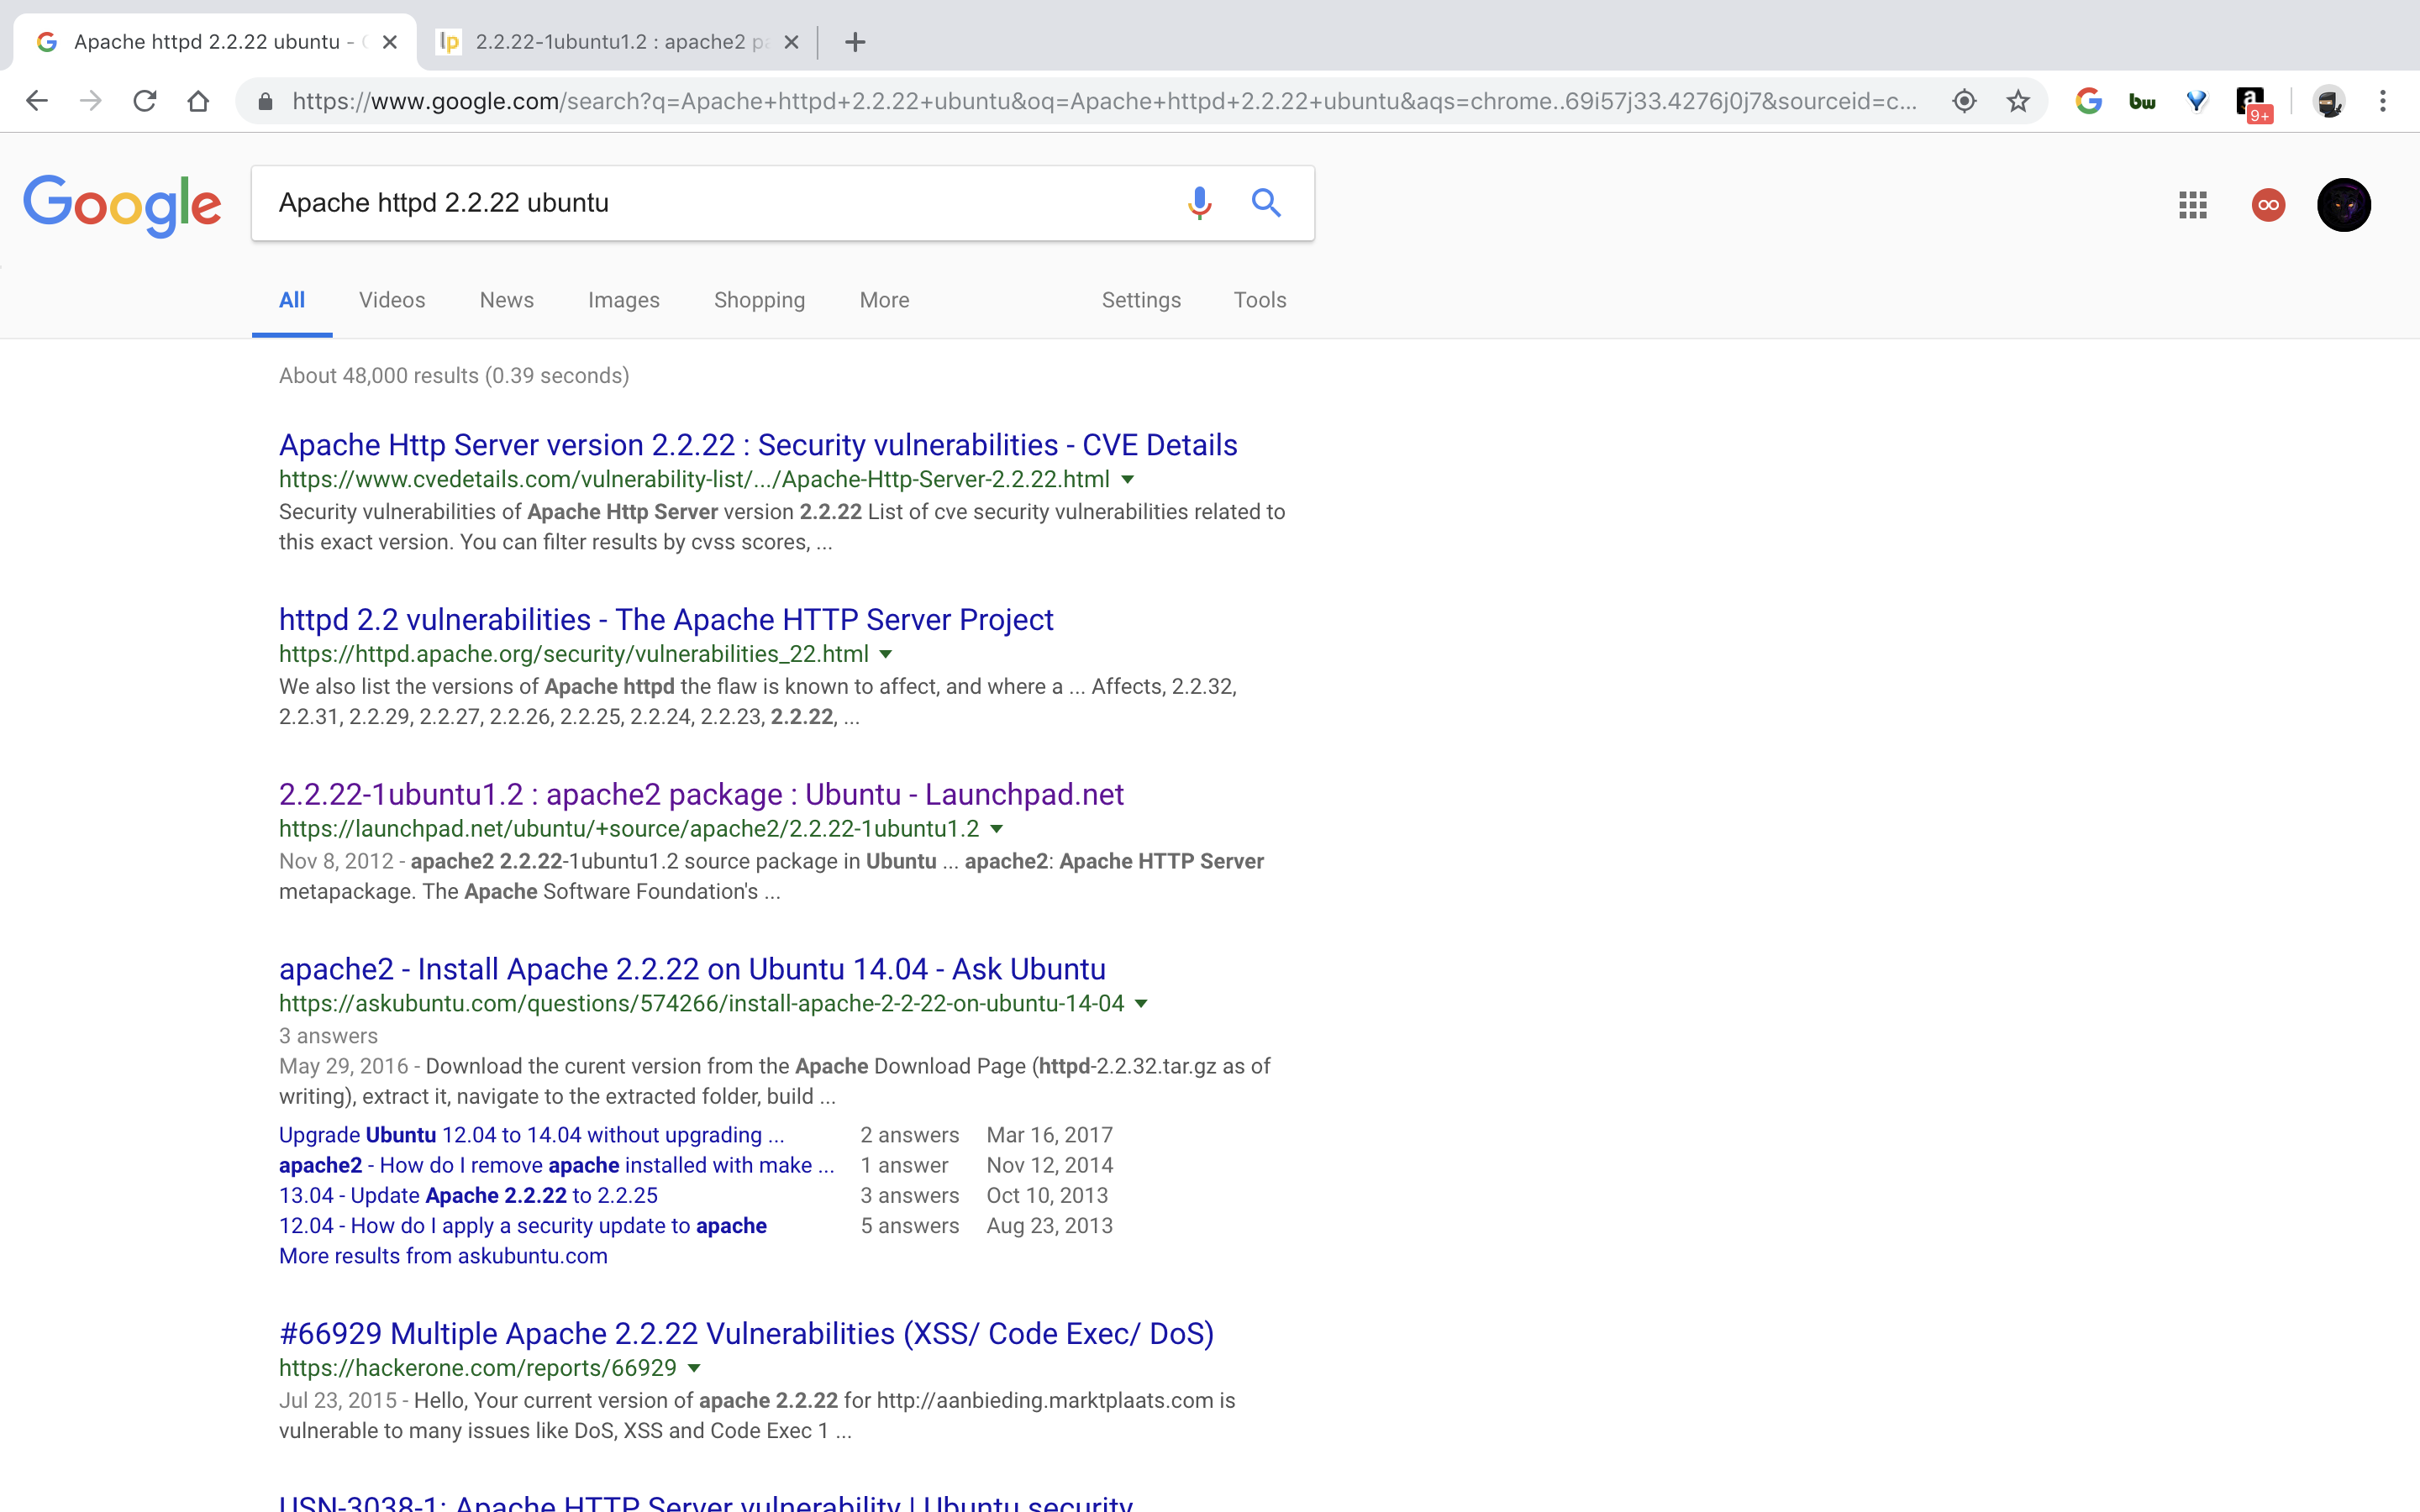 Apache httpd 2.2.22 ubuntu -
2.2.22-1ubuntu1.2 : apache2 pa
https://www.google.com/search?q=Apache+httpd+2.2.22+ubuntu&oq=Apache+httpd+2.2.22+ubuntu&aqs=chrome..69i57j33.4276j0j7&sourceid=c...
bw
a
9+
Google
Apache httpd 2.2.22 ubuntu
All Videos News Images Shopping More Settings Tools
About 48,000 results (0.39 seconds)
Apache Http Server version 2.2.22 : Security vulnerabilities - CVE Details
https://www.cvedetails.com/vulnerability-list/.../Apache-Http-Server-2.2.22.html
Security vulnerabilities of Apache Http Server version 2.2.22 List of cve security vulnerabilities related to
this exact version. You can filter results by cvss scores, ...
httpd 2.2 vulnerabilities - The Apache HTTP Server Project
https://httpd.apache.org/security/vulnerabilities_22.html
We also list the versions of Apache httpd the flaw is known to affect, and where a ... Affects, 2.2.32,
2.2.31, 2.2.29, 2.2.27, 2.2.26, 2.2.25, 2.2.24, 2.2.23, 2.2.22, ...
2.2.22-1ubuntu1.2 : apache2 package : Ubuntu - Launchpad.net
https://launchpad.net/ubuntu/+source/apache2/2.2.22-1ubuntu1.2
Nov 8, 2012 - apache2 2.2.22-1ubuntu1.2 source package in Ubuntu ... apache2: Apache HTTP Server
metapackage. The Apache Software Foundation's ...
apache2 - Install Apache 2.2.22 on Ubuntu 14.04 - Ask Ubuntu
https://askubuntu.com/questions/574266/install-apache-2-2-22-on-ubuntu-14-04
3 answers
May 29, 2016 - Download the curent version from the Apache Download Page (httpd-2.2.32.tar.gz as of
writing), extract it, navigate to the extracted folder, build ...
Upgrade Ubuntu 12.04 to 14.04 without upgrading ... 2 answers Mar 16, 2017
apache2 - How do I remove apache installed with make ... 1 answer Nov 12, 2014
13.04 - Update Apache 2.2.22 to 2.2.25 3 answers Oct 10, 2013
12.04 - How do I apply a security update to apache 5 answers Aug 23, 2013
More results from askubuntu.com
#66929 Multiple Apache 2.2.22 Vulnerabilities (XSS/ Code Exec/ DoS)
https://hackerone.com/reports/66929
Jul 23, 2015 - Hello, Your current version of apache 2.2.22 for http://aanbieding.marktplaats.com is
vulnerable to many issues like DoS, XSS and Code Exec 1 ...
USN-3038-1: Apache HTTP Server vulnerability | Ubuntu security